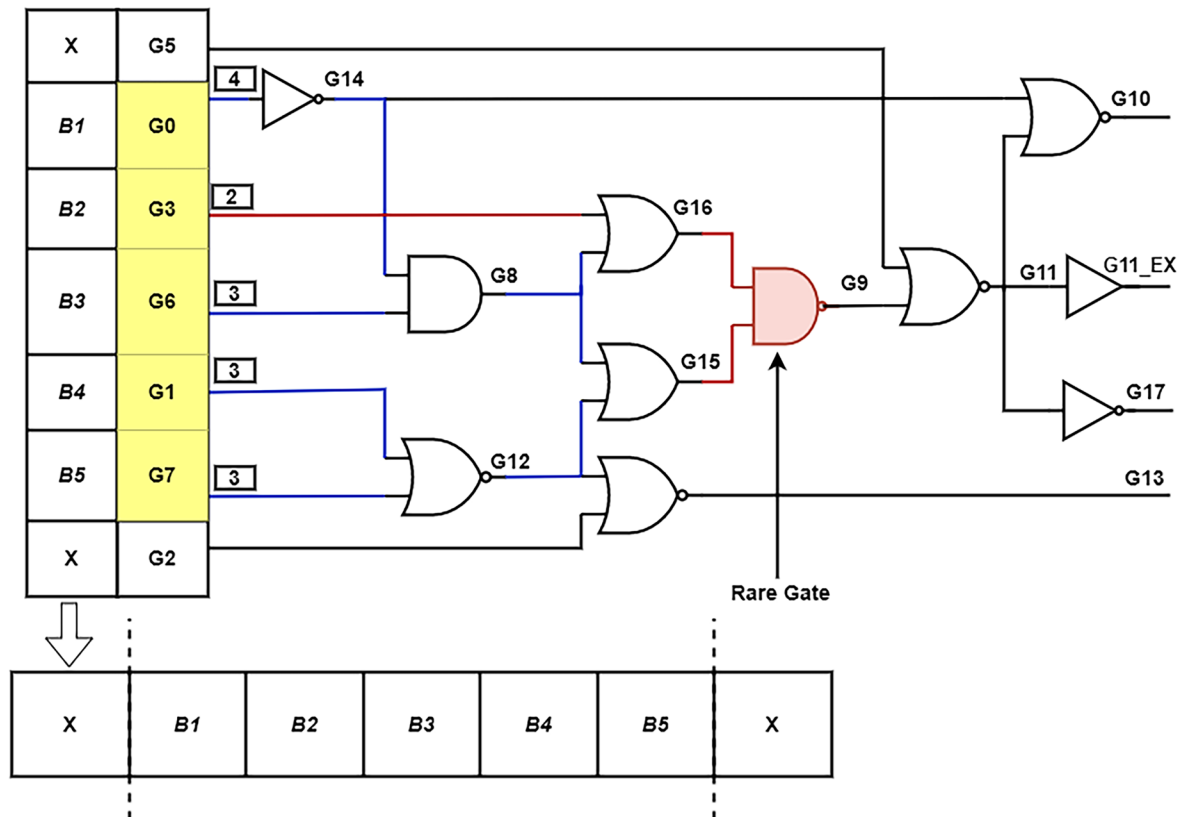 X G5
4 G14
B1 G0
G10
2
B2 G3
G16
3
G8
B3 G6
G9
G11
G11_EX
3
G15
B4 G1
G17
3
G12
B5 G7
G13
X G2
Rare Gate
X B1 B2 B3 B4 B5 X